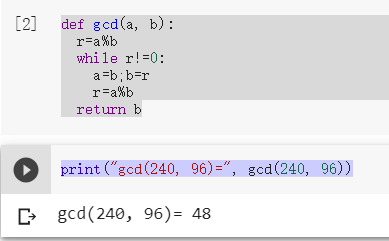 [2]
def gcd(a, b):
  r=a%b
  while r!=0:
    a=b;b=r
    r=a%b
  return b
print("gcd(240, 96)=", gcd(240, 96))
gcd(240, 96)= 48